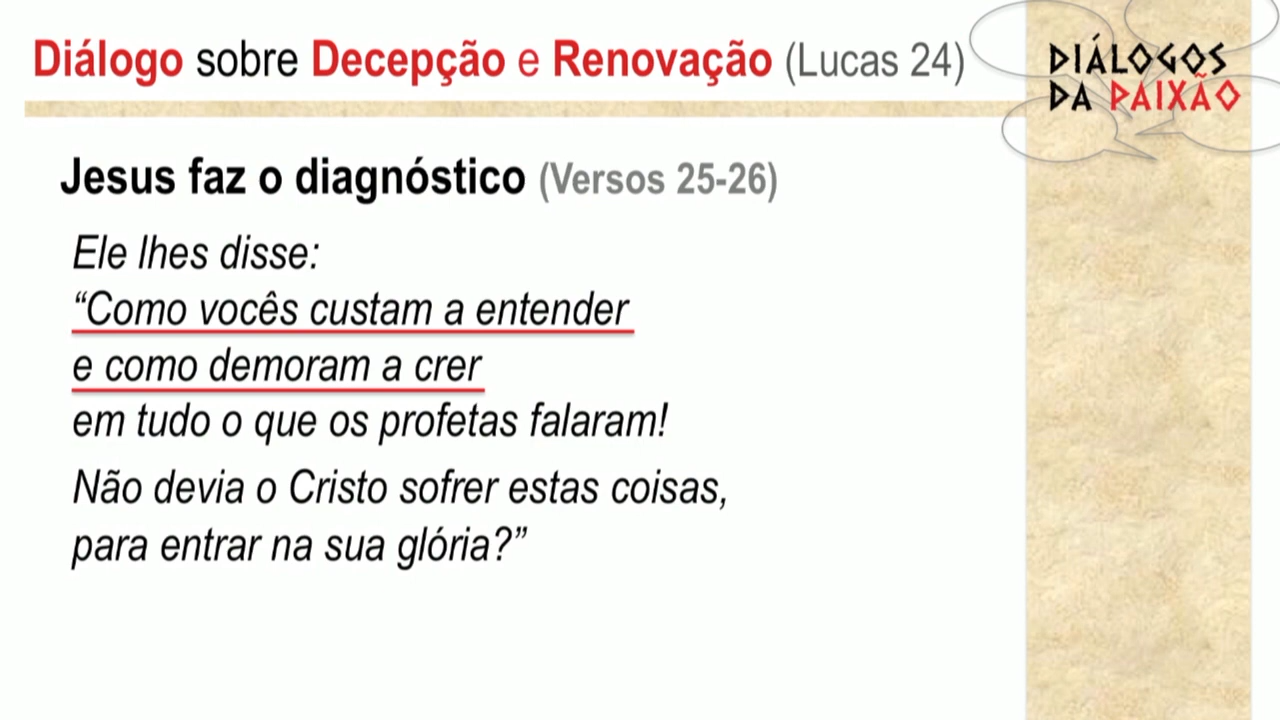 Diálogo sobre Decepção e Renovação (Lucas 24)
DIÁLOGOS
DA PAIXÃO
Jesus faz o diagnóstico (Versos 25-26)
Ele lhes disse:
“Como vocês custam a entender
e como demoram a crer
em tudo o que os profetas falaram!
Não devia o Cristo sofrer estas coisas,
para entrar na sua glória?”